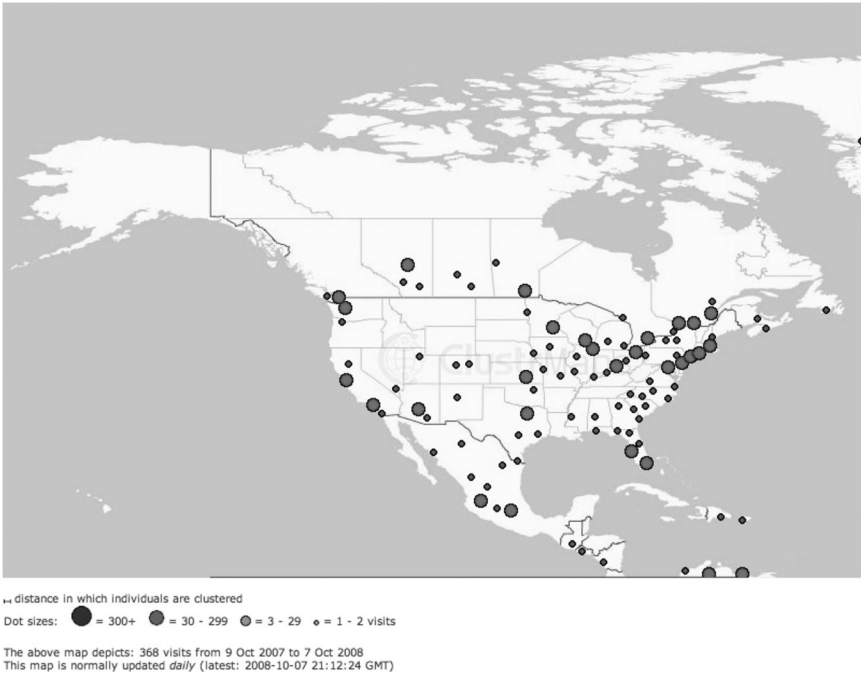 ClustrMaps
distance in which individuals are clustered
Dot sizes: = 300+ = 30 - 299 = 3 - 29 = 1 - 2 visits
The above map depicts: 368 visits from 9 Oct 2007 to 7 Oct 2008
This map is normally updated daily (latest: 2008-10-07 21:12:24 GMT)